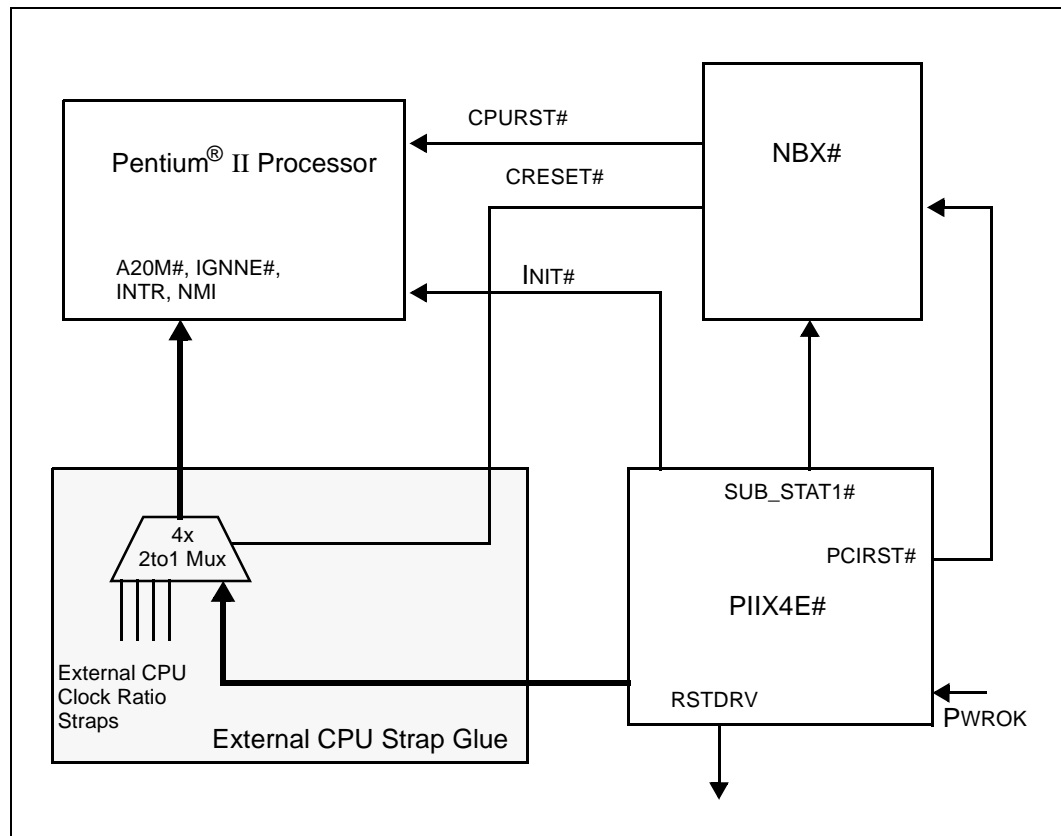 CPURST#
NBX#
Pentium® II Processor
CRESET#
A20M#, IGNNE#,
INTR, NMI
INIT#
SUB_STAT1#
4x
2to1 Mux
PCIRST#
PIIX4E#
External CPU
Clock Ratio
Straps
RSTDRV
PWROK
External CPU Strap Glue